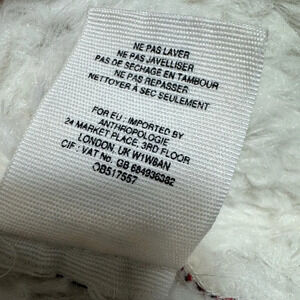 NE PAS LAVER
NE PAS JAVELLISER
PAS DE SECHAGE EN TAMBOUR
NE PAS REPASSER
NETTOYER A SEC SEULEMENT
FOR EU : IMPORTED BY
ANTHROPOLOGIE
24 MARKET PLACE, 3RD FLOOR
LONDON, UK W1W8AN
CIF : VAT No. GB 684936382
OB517557